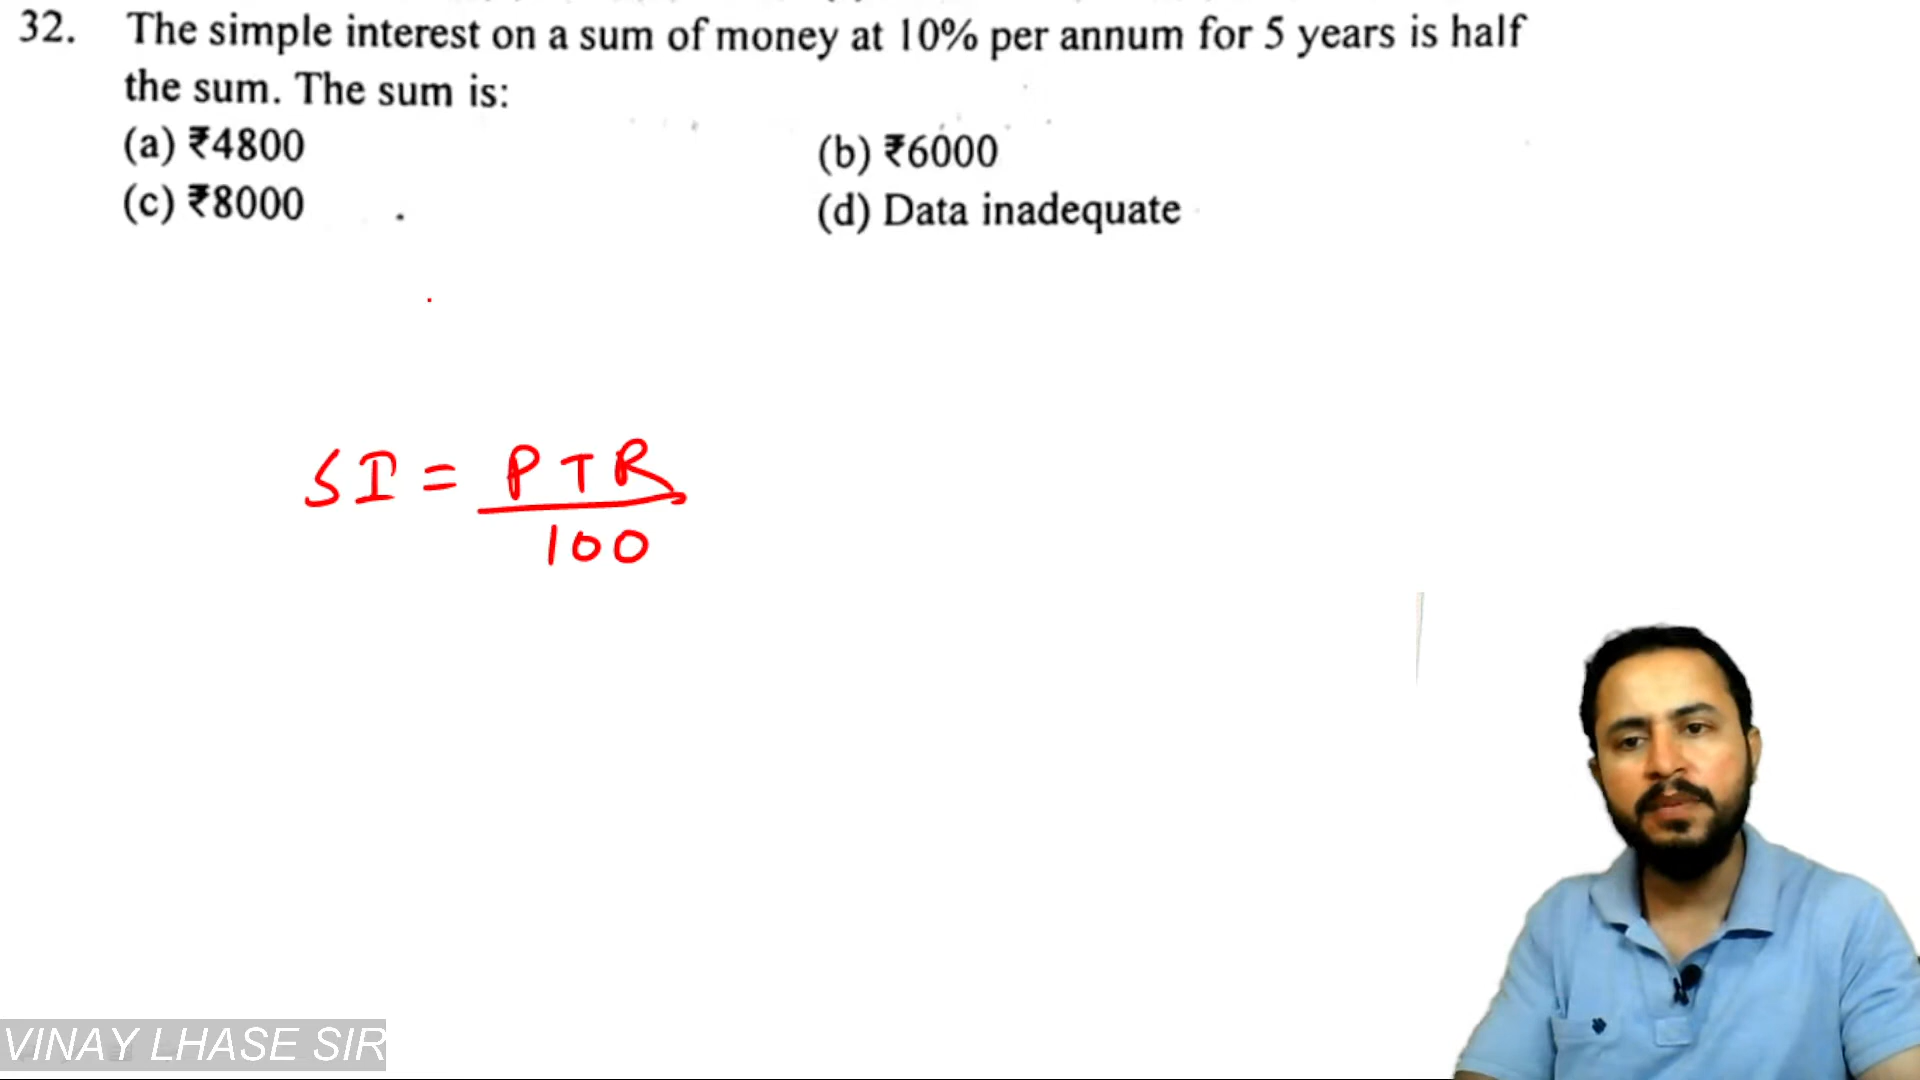 32. The simple interest on a sum of money at 10% per annum for 5 years is half
the sum. The sum is:
(a) ₹4800 (b) ₹6000
(c) ₹8000 (d) Data inadequate
SI = PTR
100
VINAY LHASE SIR